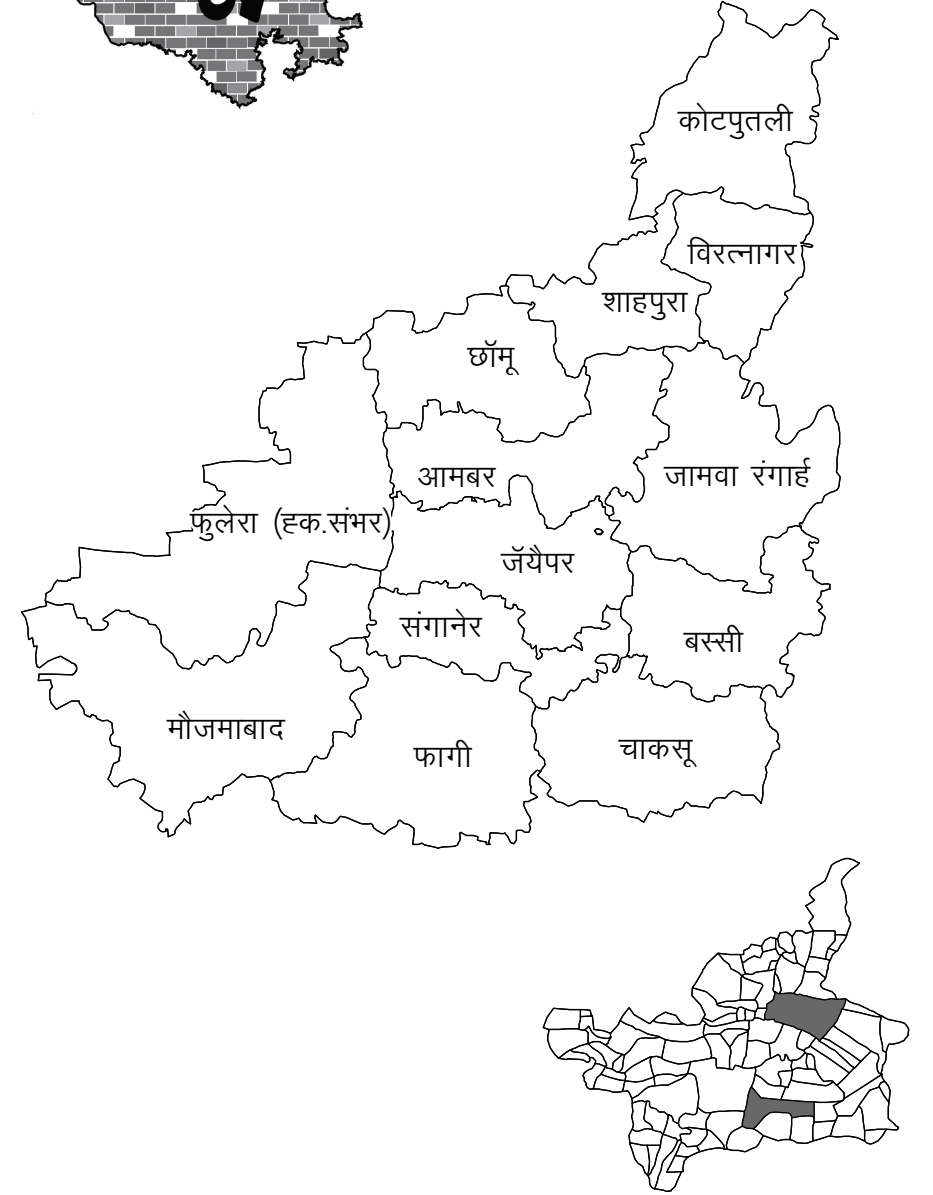 कोटपुतली
विरत्नागर
शाहपुरा
छॉमू
आमबर
जामवा रंगार्ह
फुलेरा (ह्क.संभर)
जॅयैपर
संगानेर
बस्सी
मौजमाबाद
फागी
चाकसू